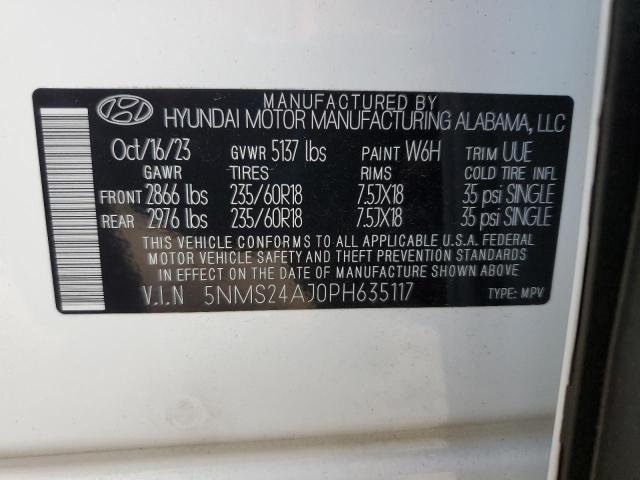 MANUFACTURED BY
HYUNDAI MOTOR MANUFACTURING ALABAMA, LLC
Oct/16/23 GVWR 5137 lbs PAINT W6H TRIM UUE
GAWR TIRES RIMS COLD TIRE INFL
FRONT 2866 lbs 235/60R18 7.5JX18 35 psi SINGLE
REAR 2976 lbs 235/60R18 7.5JX18 35 psi SINGLE
THIS VEHICLE CONFORMS TO ALL APPLICABLE U.S.A. FEDERAL
MOTOR VEHICLE SAFETY AND THEFT PREVENTION STANDARDS
IN EFFECT ON THE DATE OF MANUFACTURE SHOWN ABOVE.
V.I.N 5NMS24AJ0PH635117 TYPE: MPV